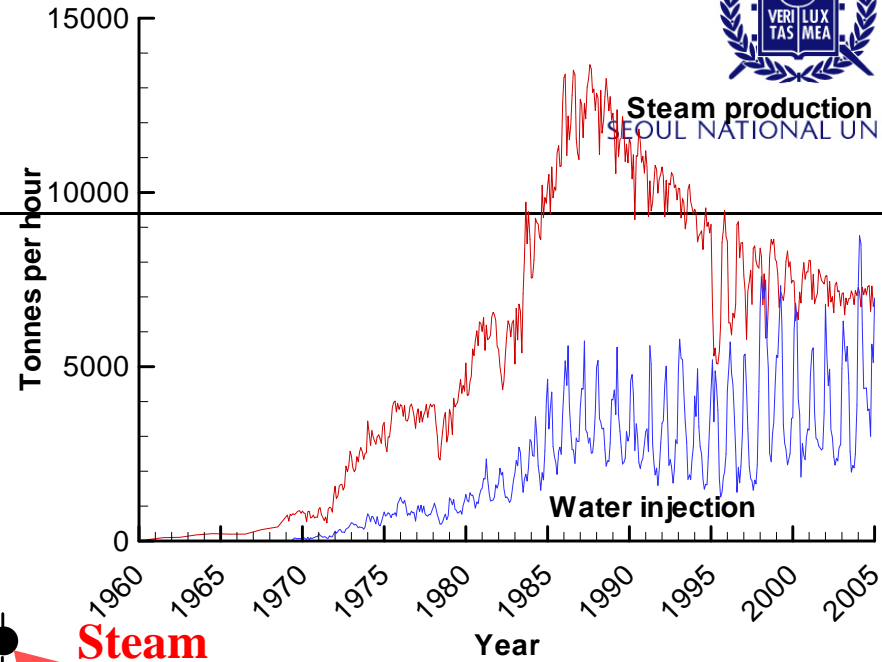 VERI LUX
TAS MEA
SEOUL NATIONAL UN
Steam production
Water injection
Tonnes per hour
15000
10000
5000
0
1960 1965 1970 1975 1980 1985 1990 1995 2000 2005
Year
Steam